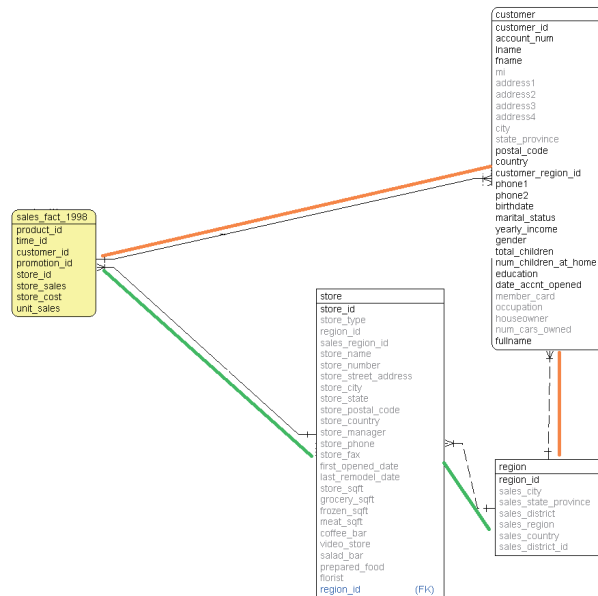 customer
customer_id
account_num
lname
fname
mi
address1
address2
address3
address4
city
state_province
postal_code
country
customer_region_id
phone1
phone2
birthdate
marital_status
yearly_income
gender
total_children
num_children_at_home
education
date_accnt_opened
member_card
occupation
houseowner
num_cars_owned
fullname
sales_fact_1998
product_id
time_id
customer_id
promotion_id
store_id
store_sales
store_cost
unit_sales
store
store_id
store_type
region_id
sales_region_id
store_name
store_number
store_street_address
store_city
store_state
store_postal_code
store_country
store_manager
store_phone
store_fax
first_opened_date
last_remodel_date
store_sqft
grocery_sqft
frozen_sqft
meat_sqft
coffee_bar
video_store
salad_bar
prepared_food
florist
region_id (FK)
region
region_id
sales_city
sales_state_province
sales_district
sales_region
sales_country
sales_district_id